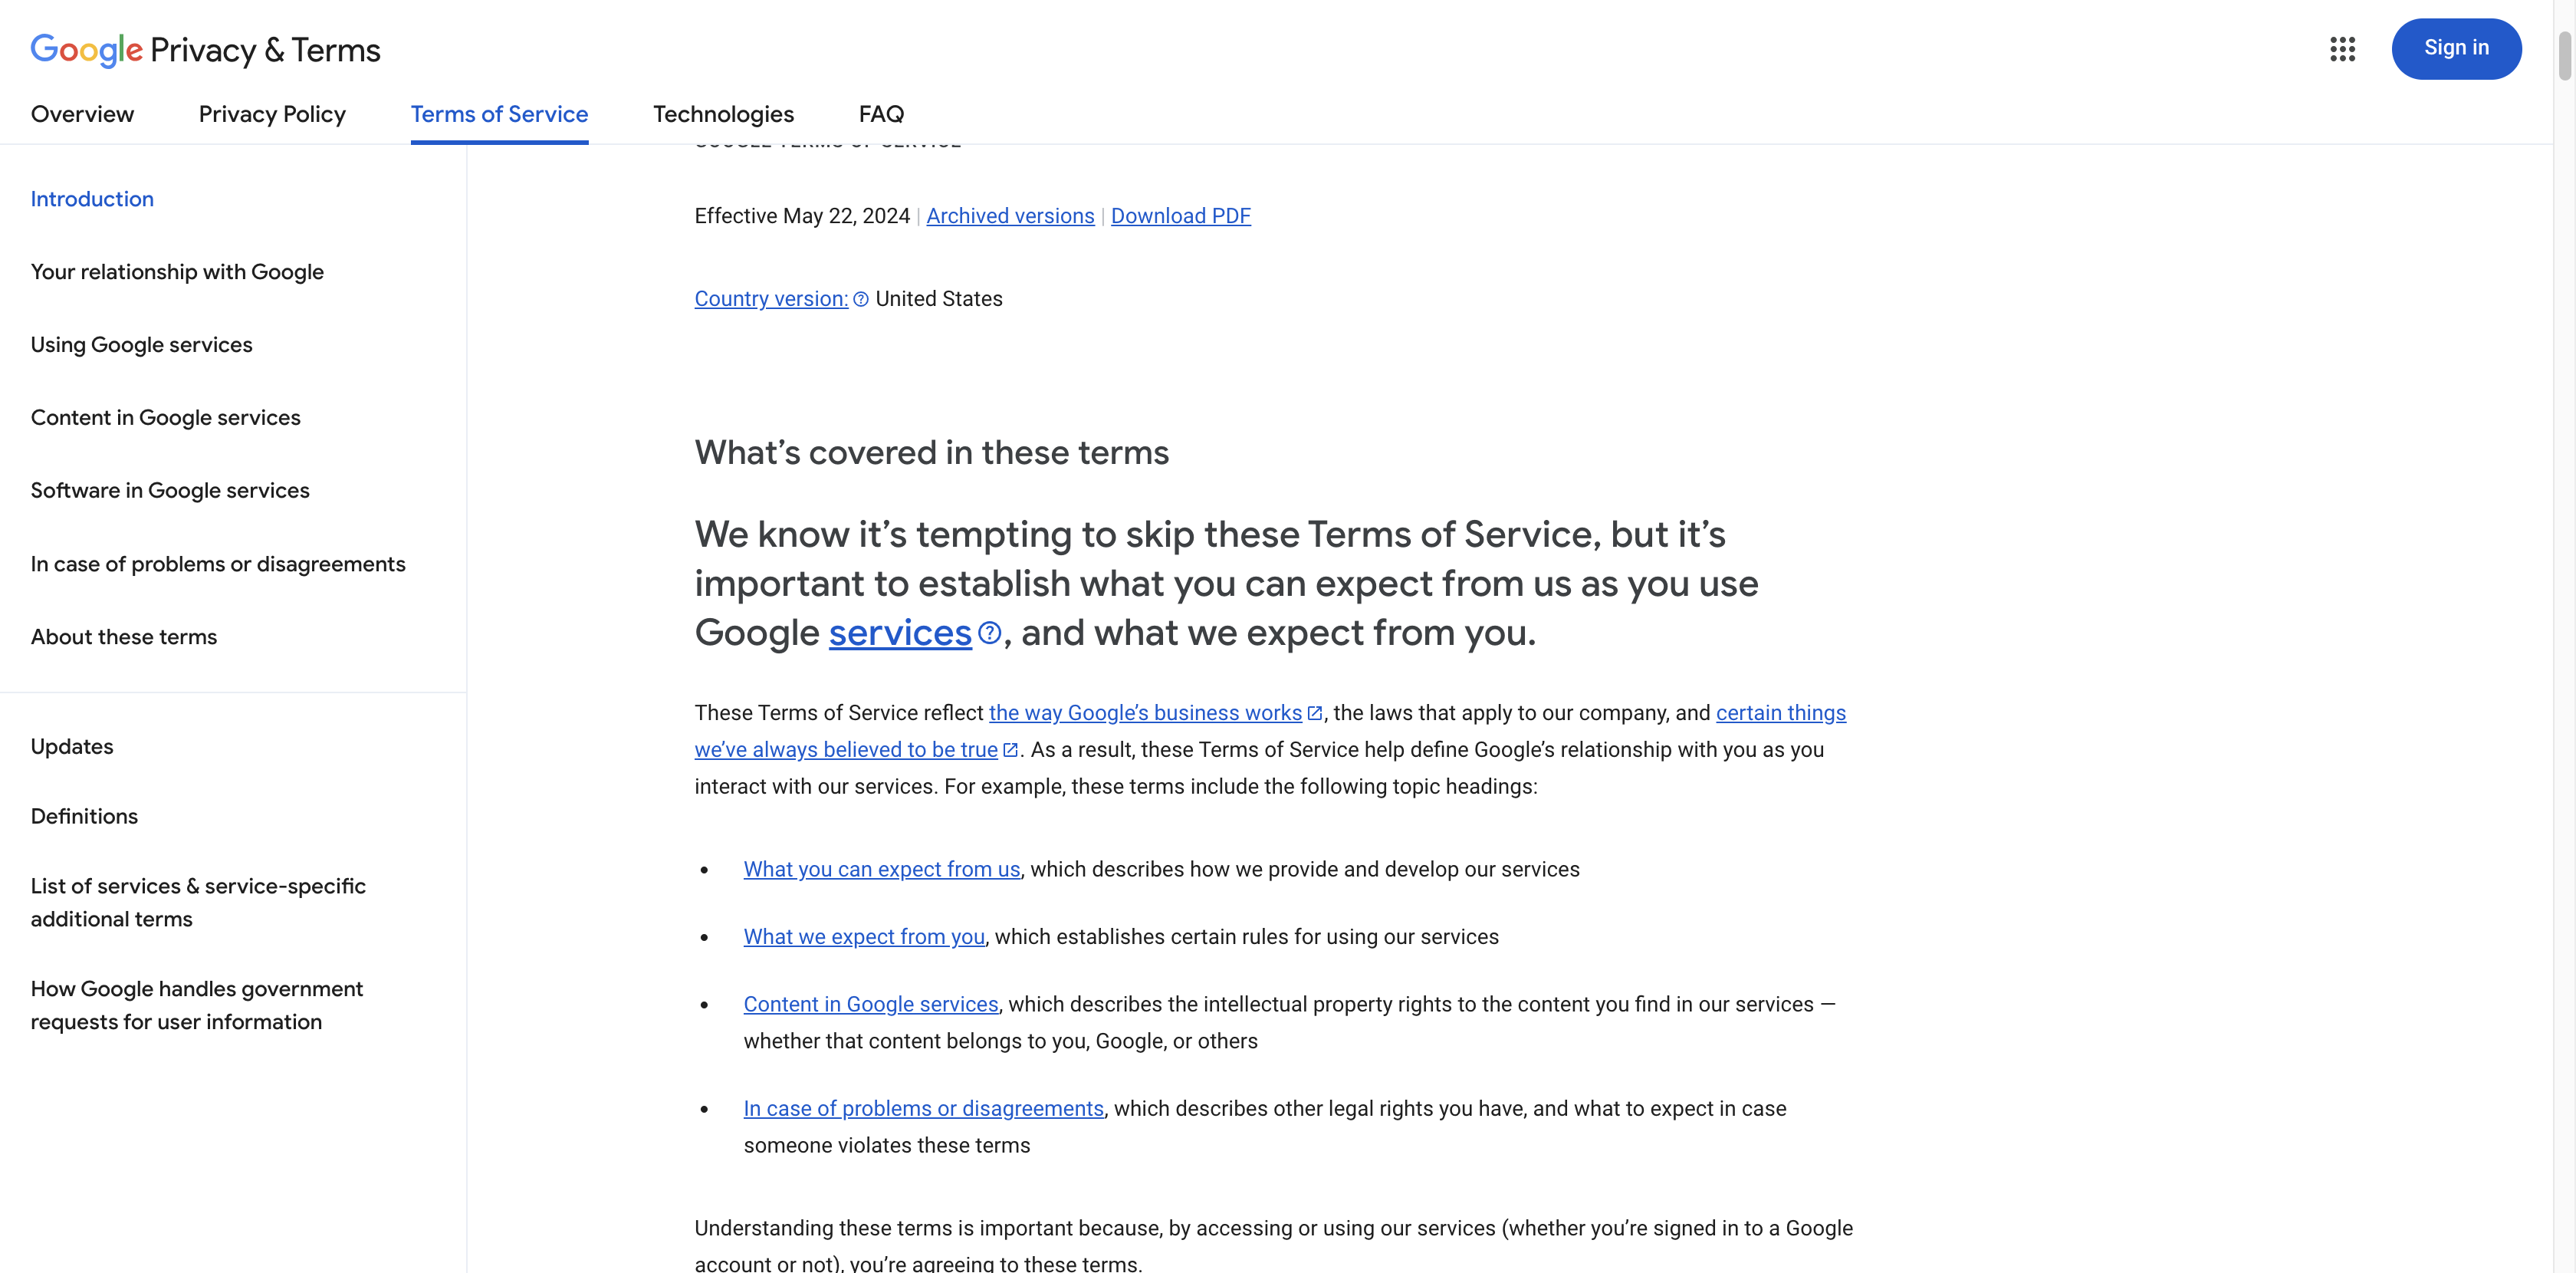 Google Privacy & Terms
Sign in
Overview
Privacy Policy
Terms of Service
Technologies
FAQ
Introduction
Your relationship with Google
Using Google services
Content in Google services
Software in Google services
In case of problems or disagreements
About these terms
Updates
Definitions
List of services & service-specific
additional terms
How Google handles government
requests for user information
GOOGLE TERMS OF SERVICE
Effective May 22, 2024 | Archived versions | Download PDF
Country version: United States
What’s covered in these terms
We know it’s tempting to skip these Terms of Service, but it’s
important to establish what you can expect from us as you use
Google services, and what we expect from you.
These Terms of Service reflect the way Google’s business works, the laws that apply to our company, and certain things
we’ve always believed to be true. As a result, these Terms of Service help define Google’s relationship with you as you
interact with our services. For example, these terms include the following topic headings:
• What you can expect from us, which describes how we provide and develop our services
• What we expect from you, which establishes certain rules for using our services
• Content in Google services, which describes the intellectual property rights to the content you find in our services —
whether that content belongs to you, Google, or others
• In case of problems or disagreements, which describes other legal rights you have, and what to expect in case
someone violates these terms
Understanding these terms is important because, by accessing or using our services (whether you’re signed in to a Google
account or not), you’re agreeing to these terms.